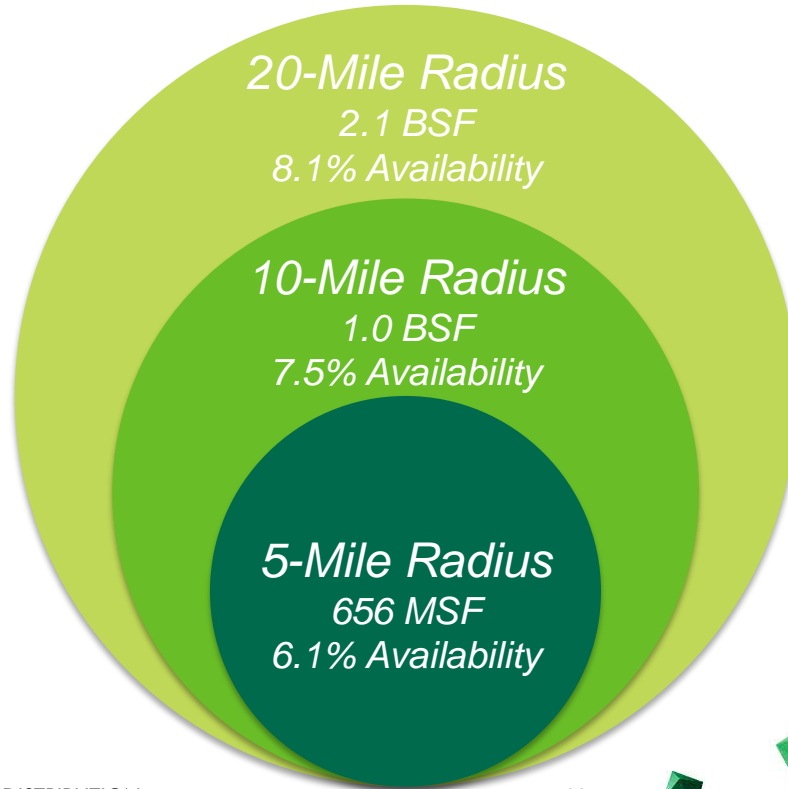 20-Mile Radius
2.1 BSF
8.1% Availability
10-Mile Radius
1.0 BSF
7.5% Availability
5-Mile Radius
656 MSF
6.1% Availability